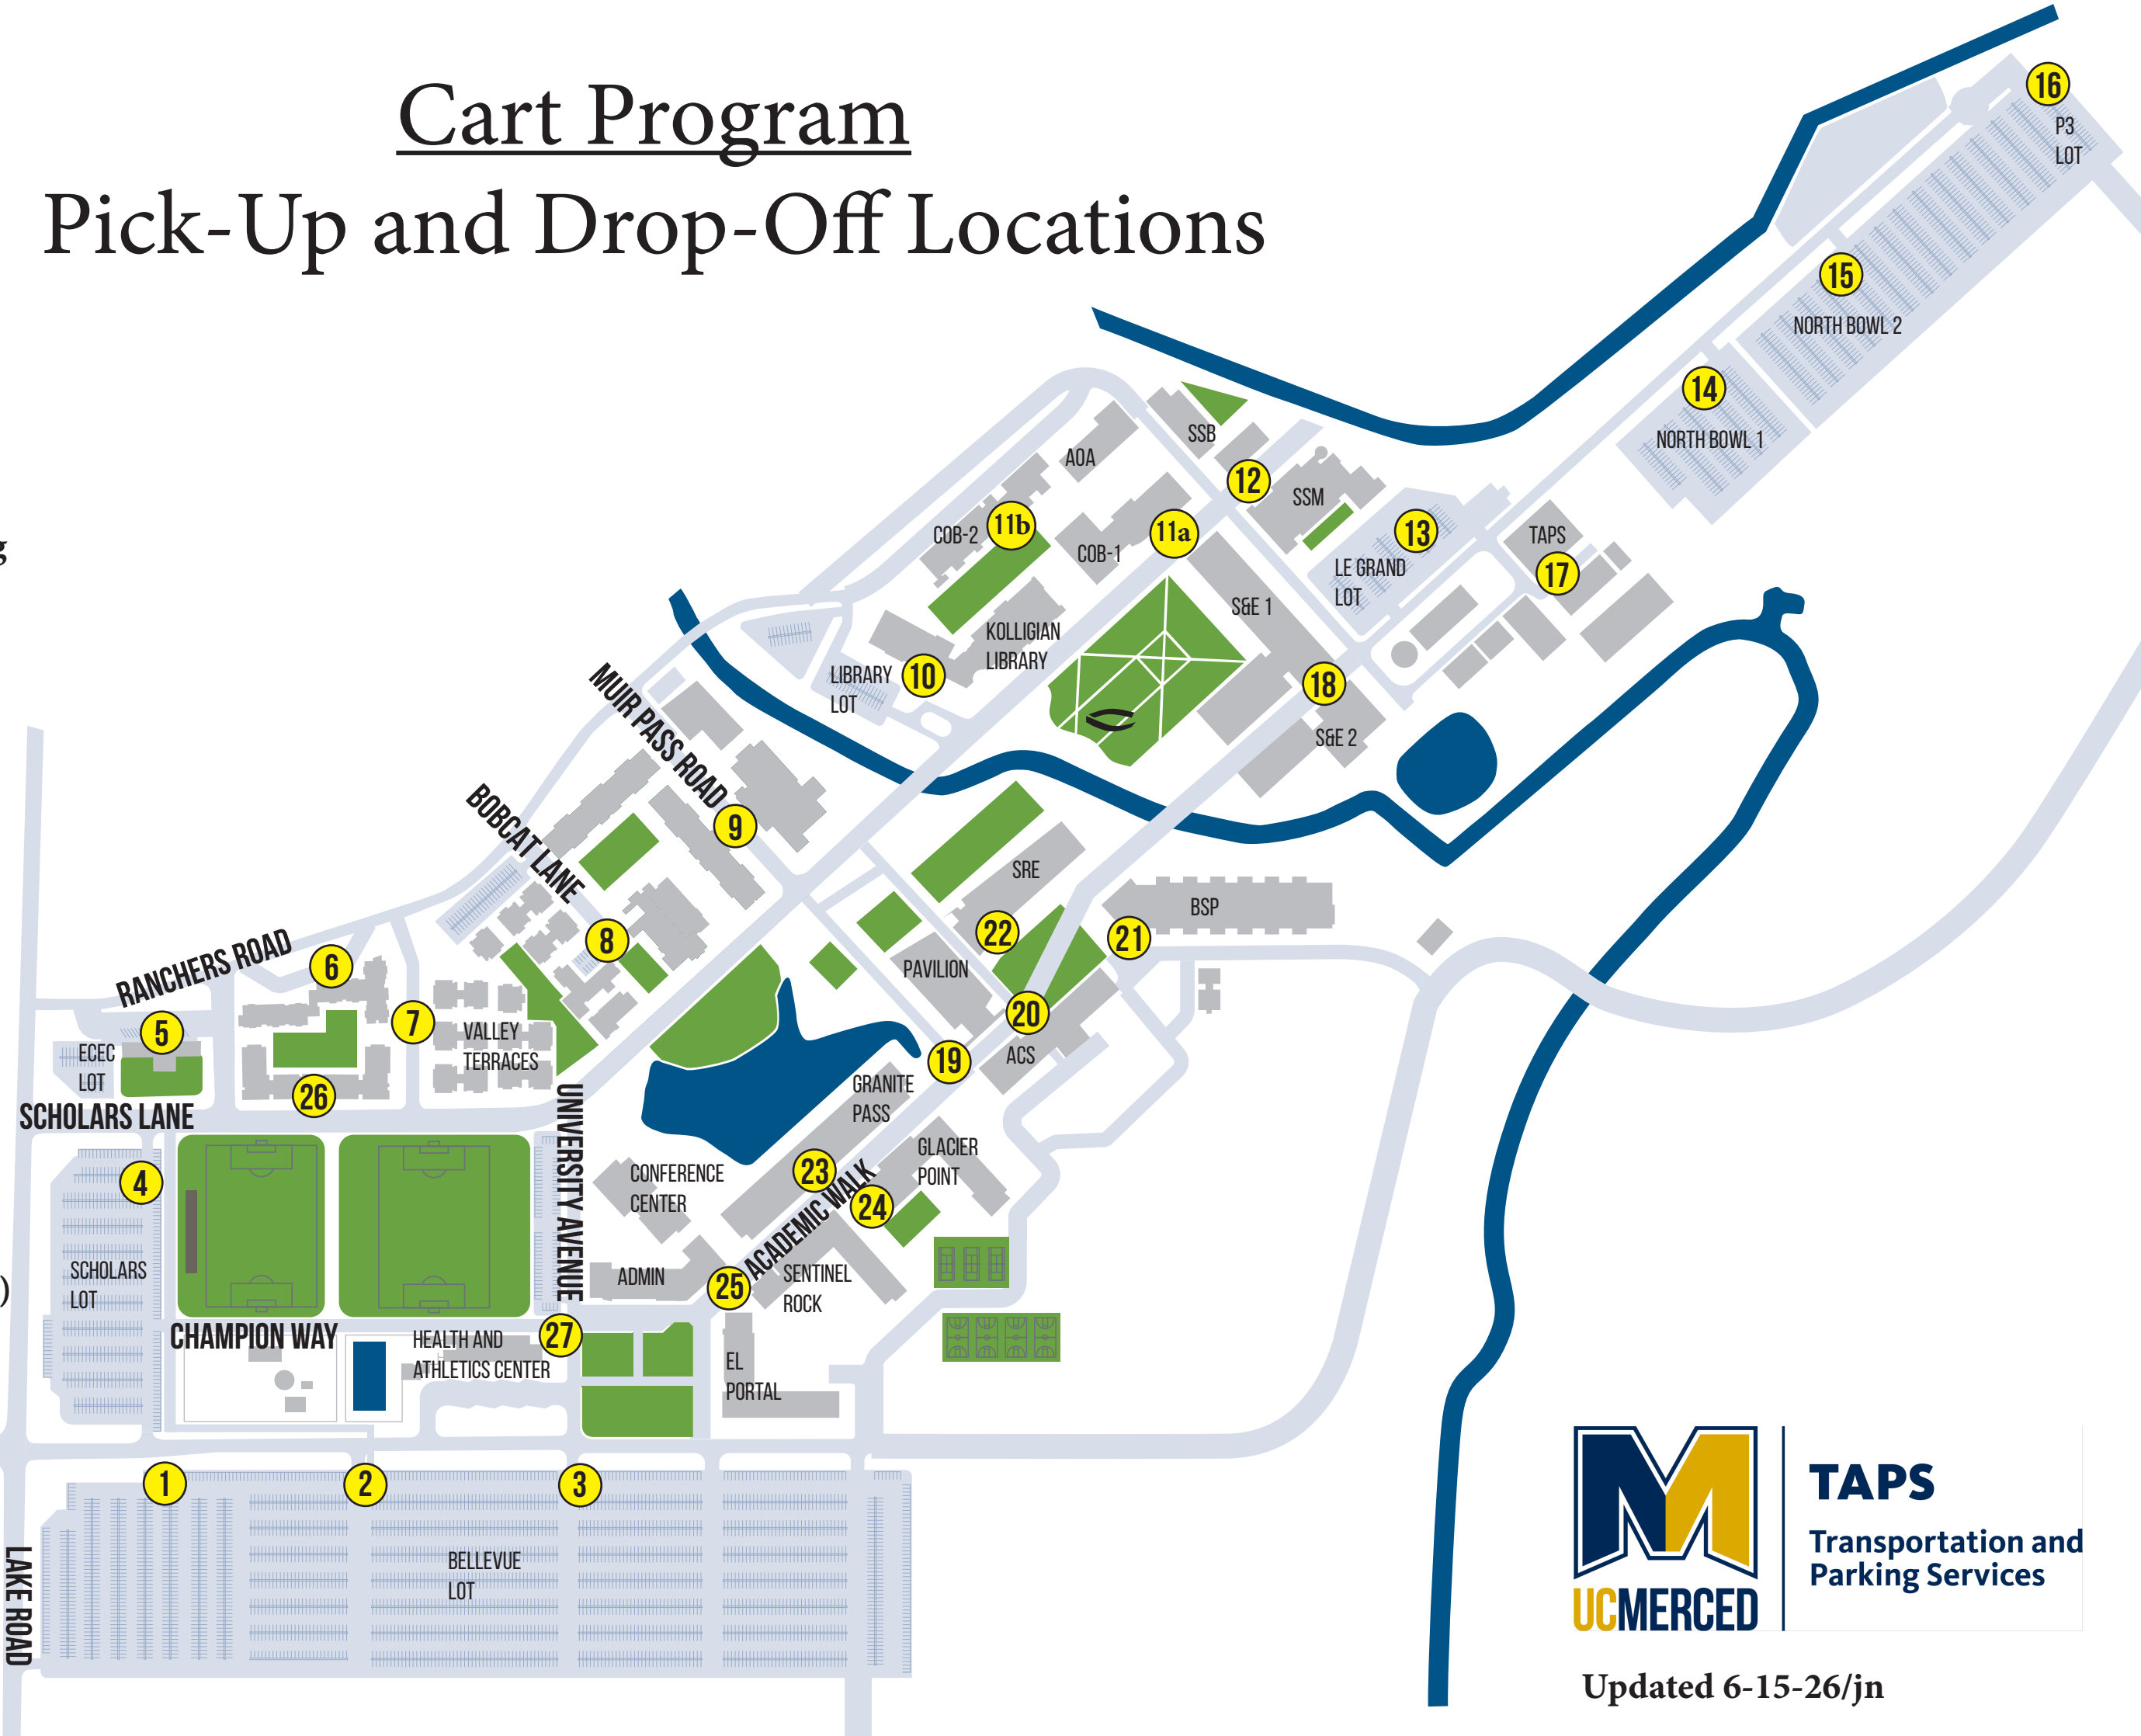 Cart Program
Pick-Up and Drop-Off Locations
g
)
16
P3
LOT
15
NORTH BOWL 2
14
NORTH BOWL 1
SSB
AOA
12
SSM
COB-2
11b
11a
COB-1
13
LE GRAND
LOT
TAPS
17
S&E 1
KOLLIGIAN
LIBRARY
LIBRARY
LOT
10
18
S&E 2
MUIR PASS ROAD
9
BOBCAT LANE
8
SRE
BSP
22
21
PAVILION
RANCHERS ROAD
6
7
5
ECEC
LOT
VALLEY
TERRACES
20
ACS
19
26
SCHOLARS LANE
GRANITE
PASS
UNIVERSITY AVENUE
4
CONFERENCE
CENTER
23
GLACIER
POINT
24
ACADEMIC WALK
SCHOLARS
LOT
ADMIN
25
SENTINEL
ROCK
CHAMPION WAY
HEALTH AND
ATHLETICS CENTER
27
EL
PORTAL
1
2
3
BELLEVUE
LOT
LAKE ROAD
M
UCMERCED
TAPS
Transportation and
Parking Services
Updated 6-15-26/jn